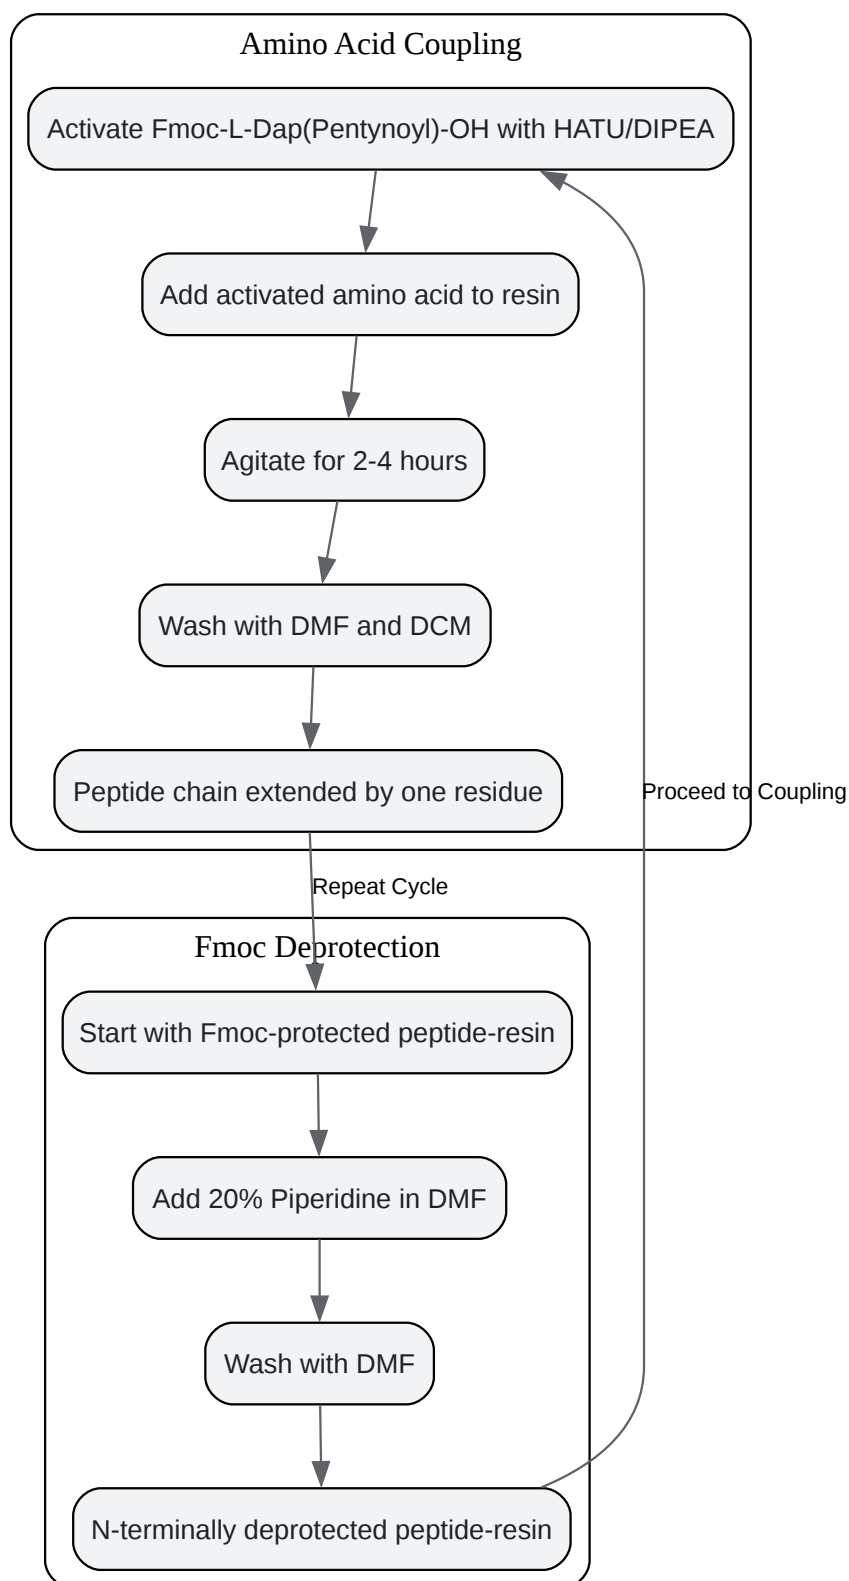 Amino Acid Coupling
Activate Fmoc-L-Dap(Pentynoyl)-OH with HATU/DIPEA
Add activated amino acid to resin
Agitate for 2-4 hours
Wash with DMF and DCM
Peptide chain extended by one residue
Proceed to Coupling
Repeat Cycle
Fmoc Deprotection
Start with Fmoc-protected peptide-resin
Add 20% Piperidine in DMF
Wash with DMF
N-terminally deprotected peptide-resin